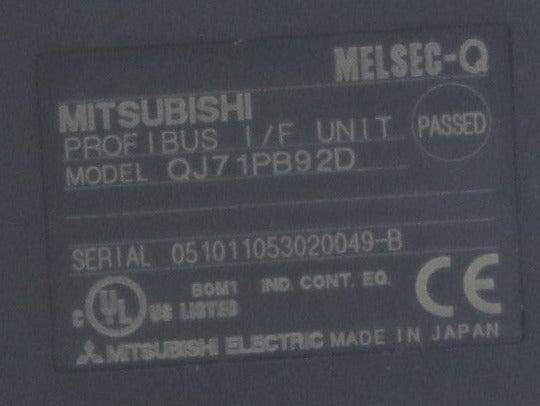 MELSEC-Q
MITSUBISHI
PROFIBUS I/F UNIT
PASSED
MODEL QJ71PB92D
SERIAL 051011053020049-B
C UL US LISTED
80M1 IND. CONT. EQ.
CE
MITSUBISHI ELECTRIC MADE IN JAPAN